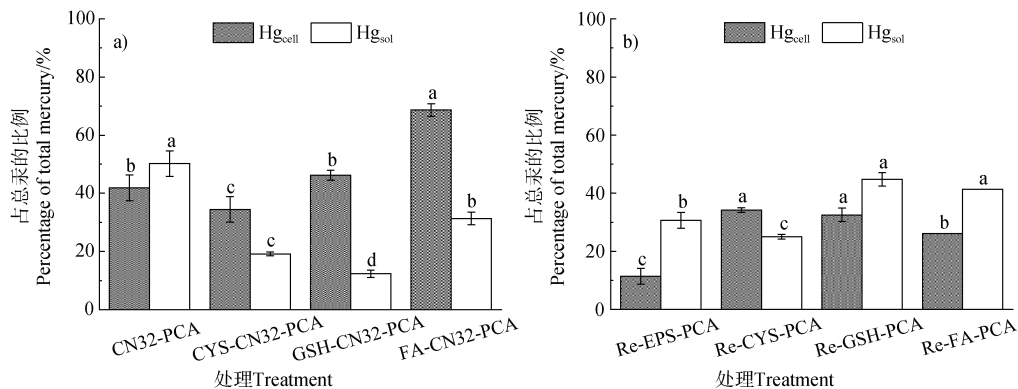 a)
Hgcell
Hgsol
占总汞的比例
Percentage of total mercury/%
100
80
60
40
20
0
b
a
c
c
b
d
a
b
CN32-PCA
CYS-CN32-PCA
GSH-CN32-PCA
FA-CN32-PCA
处理Treatment
b)
Hgcell
Hgsol
占总汞的比例
Percentage of total mercury/%
100
80
60
40
20
0
c
b
a
c
a
a
b
a
Re-EPS-PCA
Re-CYS-PCA
Re-GSH-PCA
Re-FA-PCA
处理Treatment